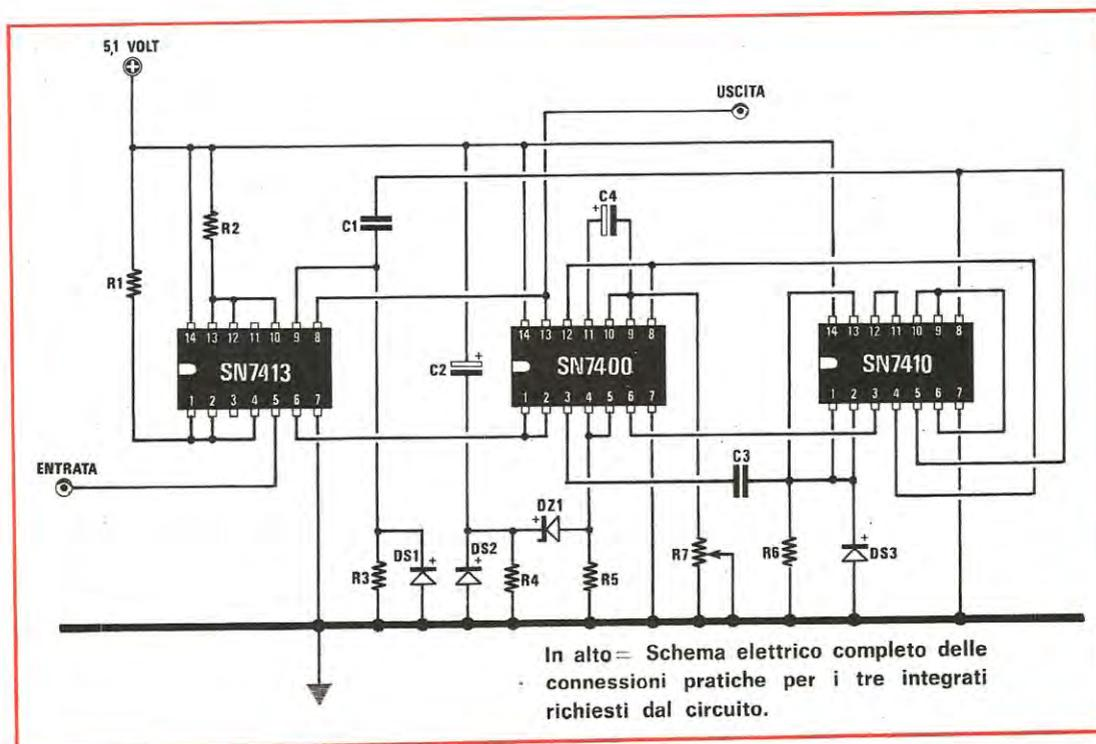 5,1 VOLT
USCITA
C4
C1
R2
R1
14 13 12 11 10 9 8
SN7413
1 2 3 4 5 6 7
C2
14 13 12 11 10 9 8
SN7400
1 2 3 4 5 6 7
14 13 12 11 10 9 8
SN7410
1 2 3 4 5 6 7
ENTRATA
C3
DZ1
R3
DS1
DS2
R4
R5
R7
R6
DS3
In alto = Schema elettrico completo delle
connessioni pratiche per i tre integrati
richiesti dal circuito.